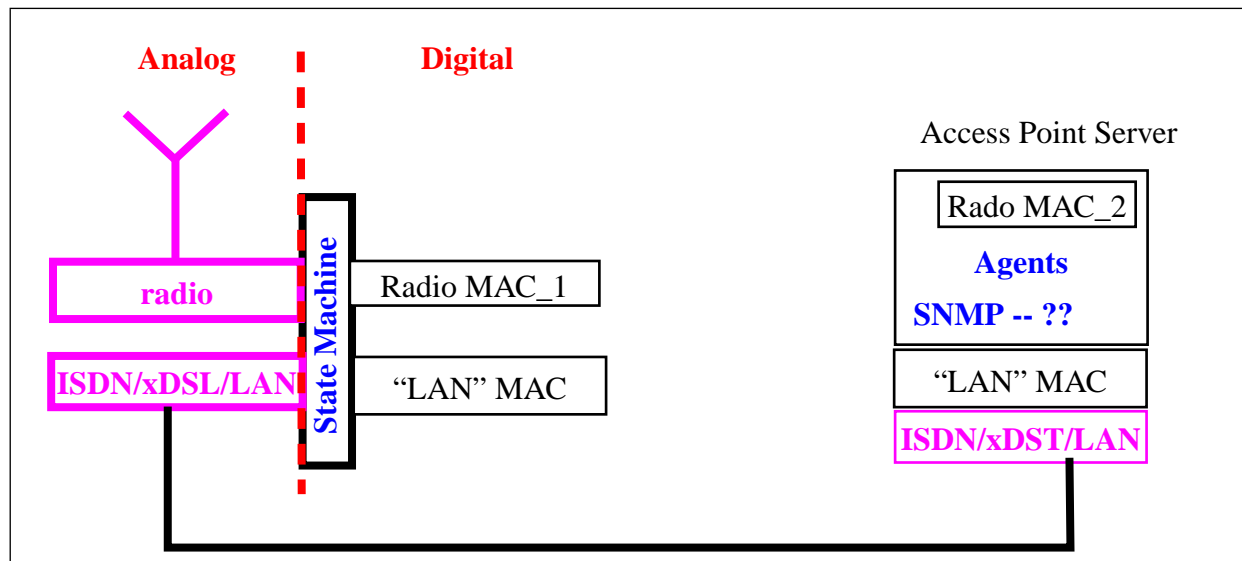 Analog
Digital
Access Point Server
Rado MAC_2
Agents
SNMP -- ??
radio
State Machine
Radio MAC_1
ISDN/xDSL/LAN
“LAN” MAC
“LAN” MAC
ISDN/xDST/LAN